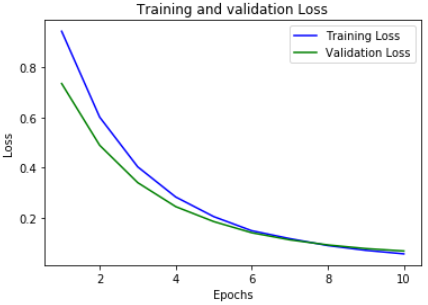 Training and validation Loss
Training Loss
Validation Loss
0.8
0.6
0.4
0.2
Loss
2 4 6 8 10
Epochs